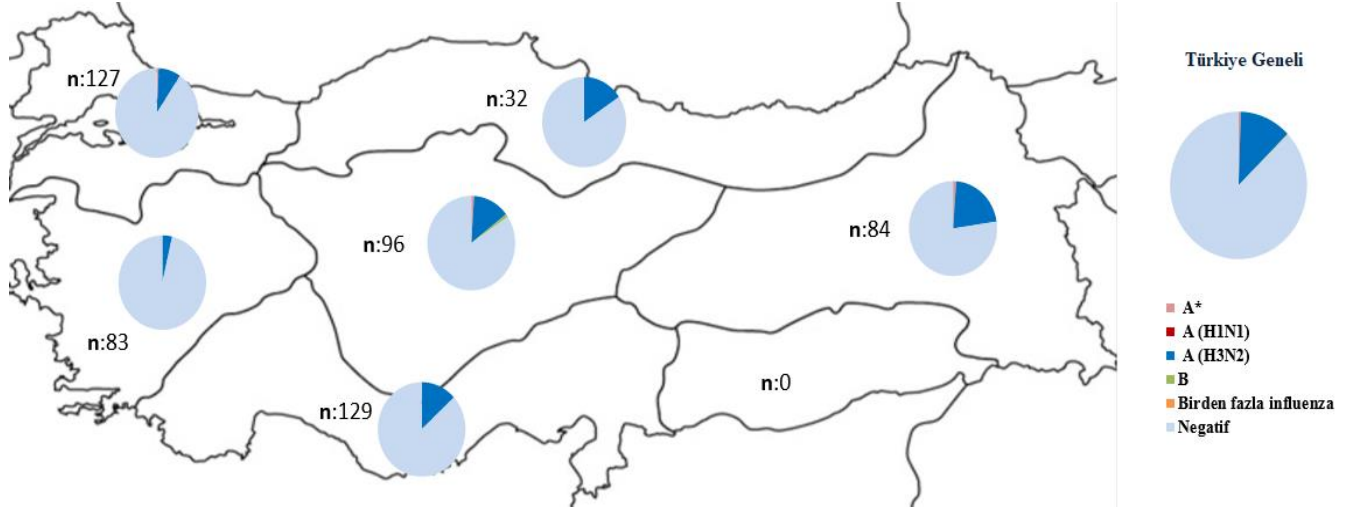 n:127
n:32
n:96
n:84
n:83
n:129
n:0
Türkiye Geneli
A*
A (H1N1)
A (H3N2)
B
Birden fazla influenza
Negatif